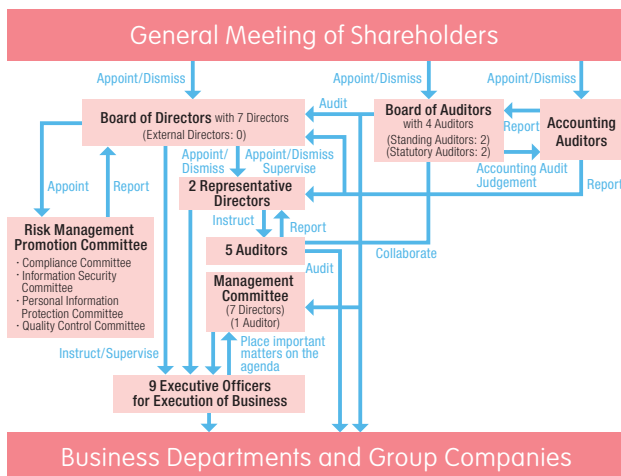 General Meeting of Shareholders
Appoint/Dismiss
Appoint/Dismiss
Appoint/Dismiss
Board of Directors with 7 Directors
(External Directors: 0)
Audit
Board of Auditors
with 4 Auditors
(Standing Auditors: 2)
(Statutory Auditors: 2)
Report
Accounting
Auditors
Appoint/
Dismiss
Appoint/Dismiss
Supervise
Accounting Audit
Judgement
Appoint
Report
2 Representative
Directors
Report
Risk Management
Promotion Committee
· Compliance Committee
· Information Security
Committee
· Personal Information
Protection Committee
· Quality Control Committee
Instruct
Report
5 Auditors
Audit
Collaborate
Management
Committee
(7 Directors)
(1 Auditor)
Instruct/Supervise
Place important
matters on the
agenda
9 Executive Officers
for Execution of Business
Business Departments and Group Companies